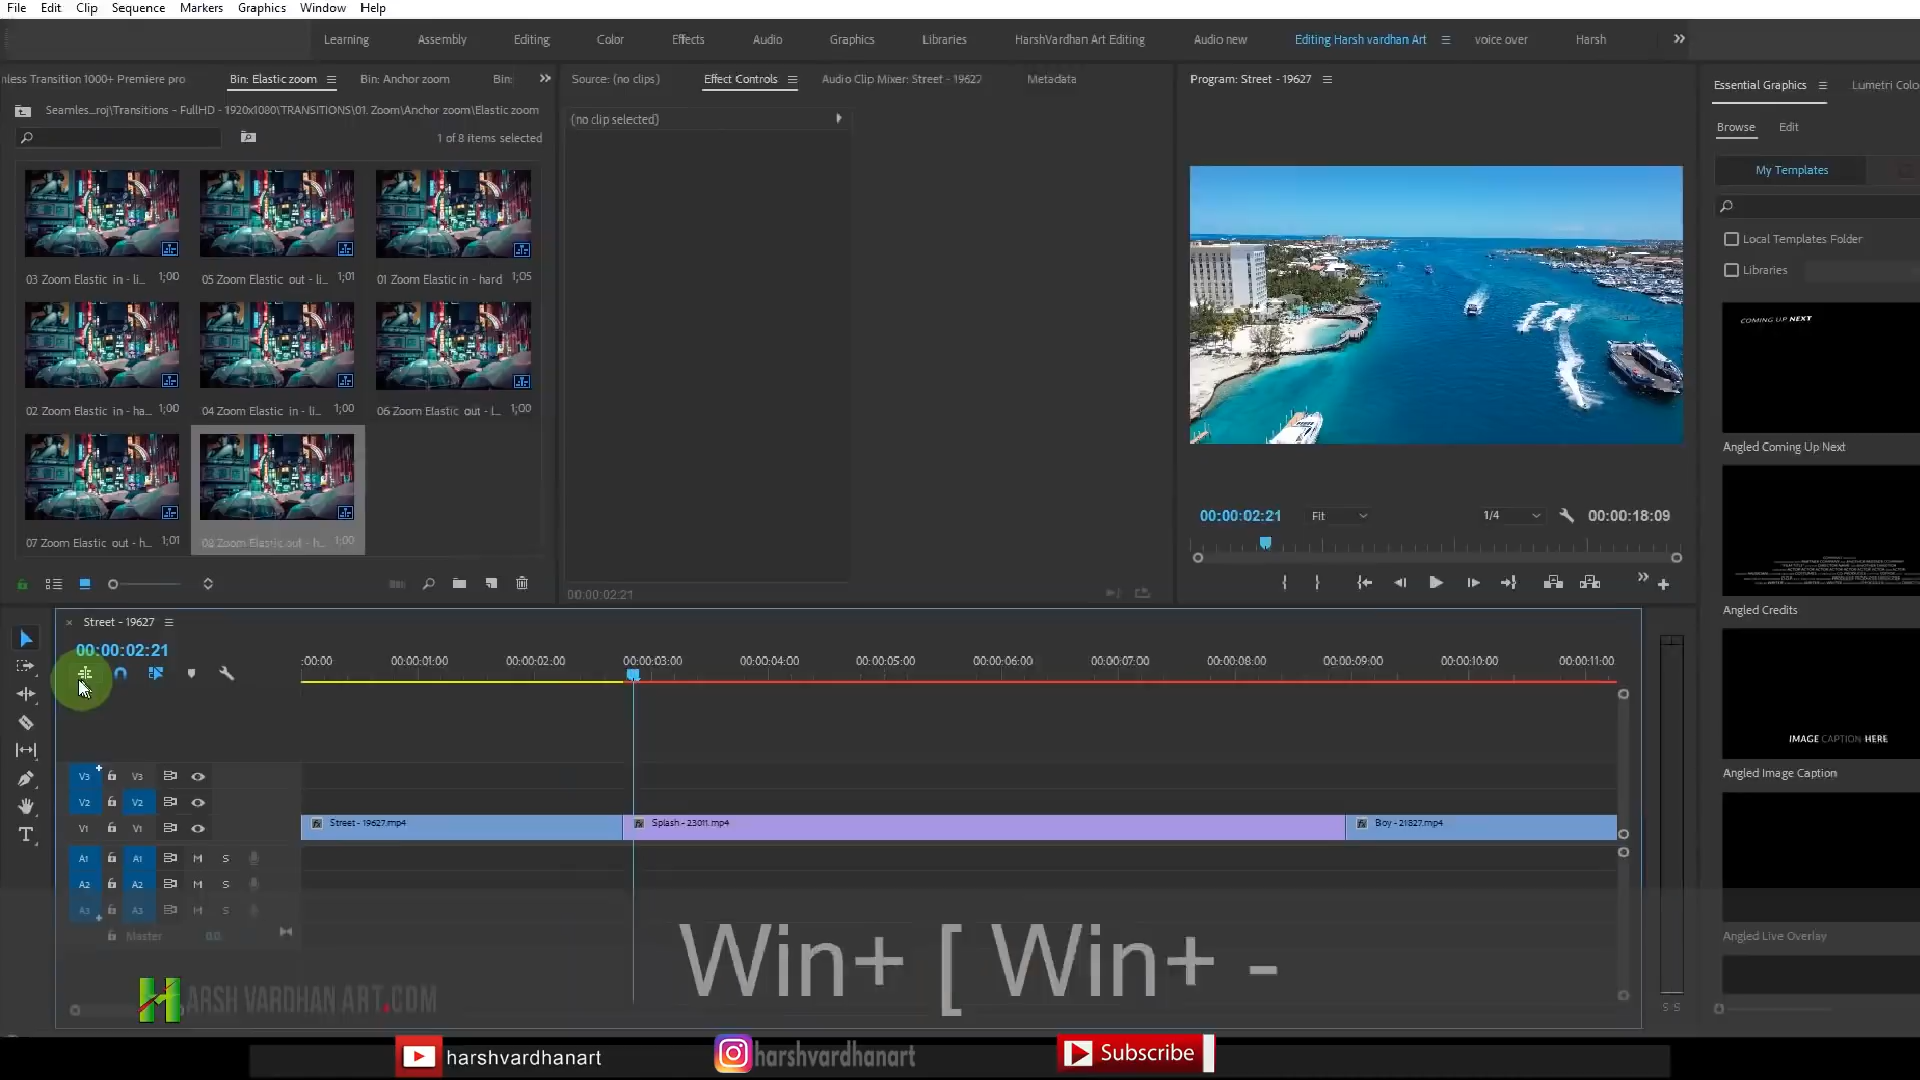 File Edit Clip Sequence Markers Graphics Window Help
Learning Assembly Editing Color Effects Audio Graphics Libraries HarshVardhan Art Editing Audio new Editing Harsh vardhan Art voice over Harsh
less Transition 1000+ Premiere pro Bin: Elastic zoom Bin: Anchor zoom Bin:
Seamles...roj\Transitions - FullHD - 1920x1080\TRANSITIONS\01. Zoom\Anchor zoom\Elastic zoom
1 of 8 items selected
03 Zoom Elastic in - li... 1;00 05 Zoom Elastic out - li... 1;01 01 Zoom Elastic in - hard 1;05
02 Zoom Elastic in - ha... 1;00 04 Zoom Elastic in - li... 1;00 06 Zoom Elastic out - l... 1;00
07 Zoom Elastic out - h... 1;01 08 Zoom Elastic out - h... 1;00
Source: (no clips) Effect Controls Audio Clip Mixer: Street - 19627 Metadata
(no clip selected)
00:00:02:21
Program: Street - 19627
00:00:02:21 Fit 1/4 00:00:18:09
Essential Graphics Lumetri Colo
Browse Edit
My Templates
Local Templates Folder
Libraries
COMING UP NEXT
Angled Coming Up Next
Angled Credits
IMAGE CAPTION HERE
Angled Image Caption
Angled Live Overlay
Street - 19627
00:00:02:21
:00:00 00:00:01:00 00:00:02:00 00:00:03:00 00:00:04:00 00:00:05:00 00:00:06:00 00:00:07:00 00:00:08:00 00:00:09:00 00:00:10:00 00:00:11:00
V3 V3
V2 V2
V1 V1 Street - 19627.mp4 Splash - 23011.mp4 Boy - 21827.mp4
A1 A1 M S
A2 A2 M S
A3 A3 M S
Master 0.0
S S
Win+ [ Win+ -
HARSH VARDHAN ART.COM
harshvardhanart harshvardhanart Subscribe